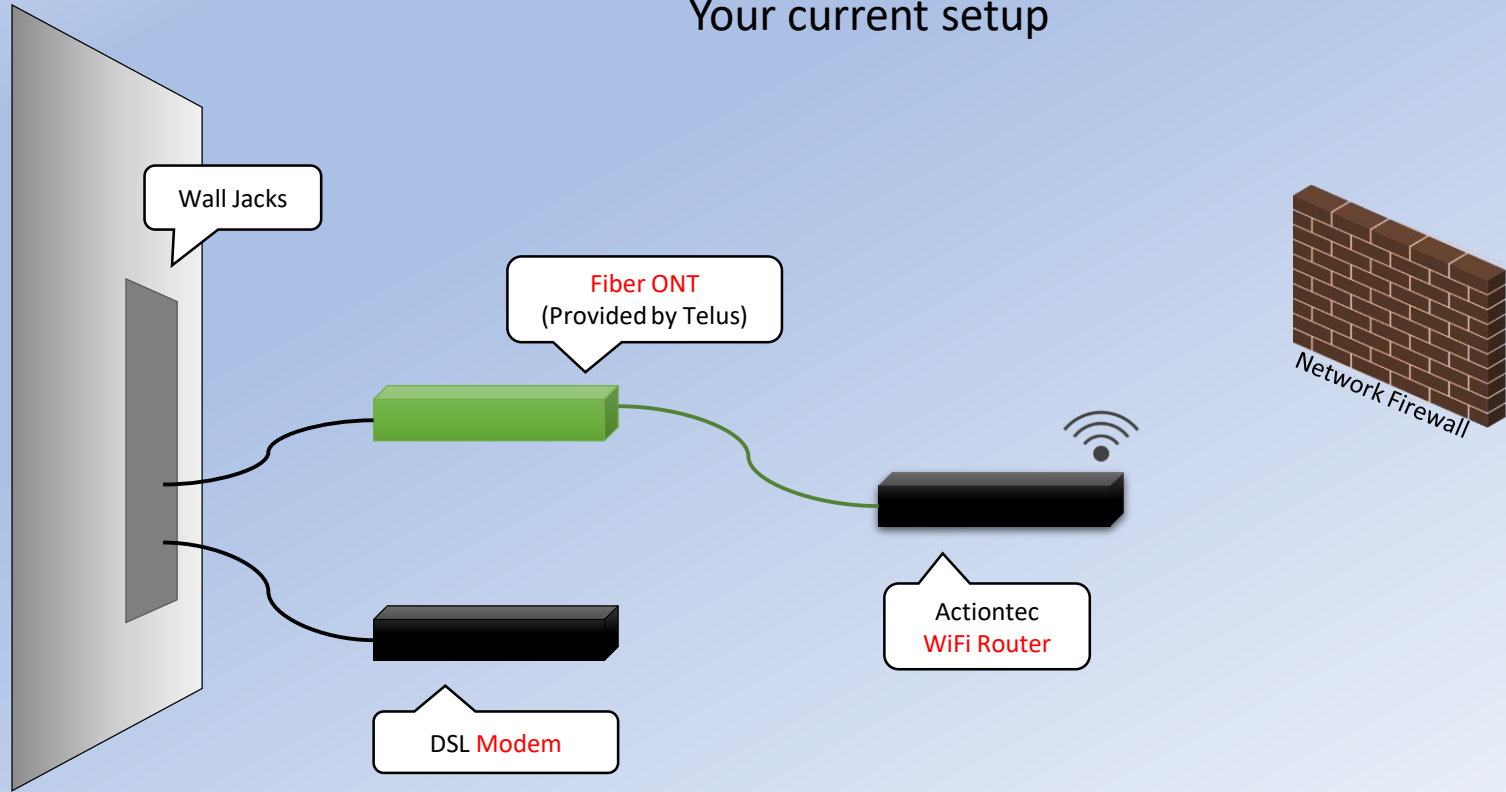 Your current setup
Wall Jacks
Fiber ONT
(Provided by Telus)
Network Firewall
Actiontec
WiFi Router
DSL Modem